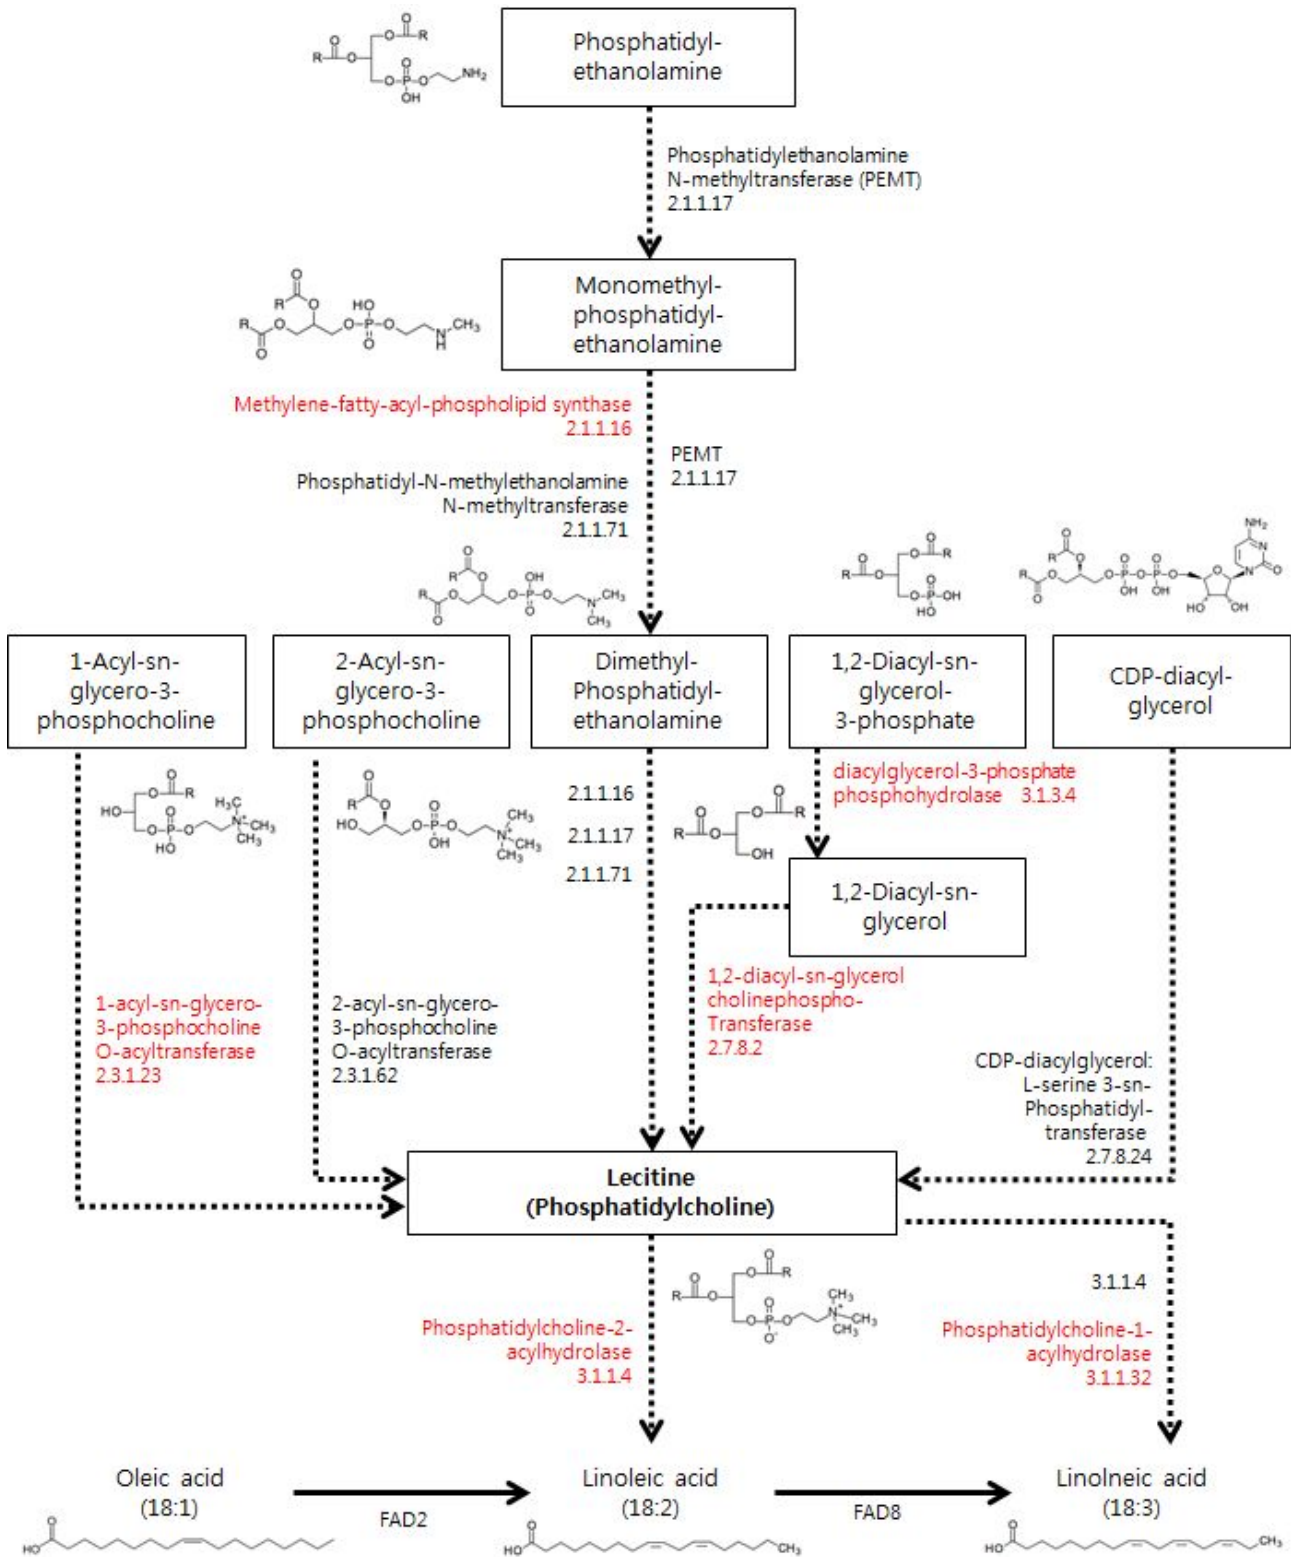 Phosphatidyl-
ethanolamine
Phosphatidylethanolamine
N-methyltransferase (PEMT)
2.1.1.17
Monomethyl-
phosphatidyl-
ethanolamine
Methylene-fatty-acyl-phospholipid synthase
2.1.1.16
PEMT
2.1.1.17
Phosphatidyl-N-methylethanolamine
N-methyltransferase
2.1.1.71
1-Acyl-sn-
glycero-3-
phosphocholine
2-Acyl-sn-
glycero-3-
phosphocholine
Dimethyl-
Phosphatidyl-
ethanolamine
1,2-Diacyl-sn-
glycerol-
3-phosphate
CDP-diacyl-
glycerol
diacylglycerol-3-phosphate
phosphohydrolase 3.1.3.4
2.1.1.16
2.1.1.17
2.1.1.71
1,2-Diacyl-sn-
glycerol
1-acyl-sn-glycero-
3-phosphocholine
O-acyltransferase
2.3.1.23
2-acyl-sn-glycero-
3-phosphocholine
O-acyltransferase
2.3.1.62
1,2-diacyl-sn-glycerol
cholinephospho-
Transferase
2.7.8.2
CDP-diacylglycerol:
L-serine 3-sn-
Phosphatidyl-
transferase
2.7.8.24
Lecitine
(Phosphatidylcholine)
Phosphatidylcholine-2-
acylhydrolase
3.1.1.4
3.1.1.4
Phosphatidylcholine-1-
acylhydrolase
3.1.1.32
Oleic acid
(18:1)
FAD2
Linoleic acid
(18:2)
FAD8
Linolneic acid
(18:3)